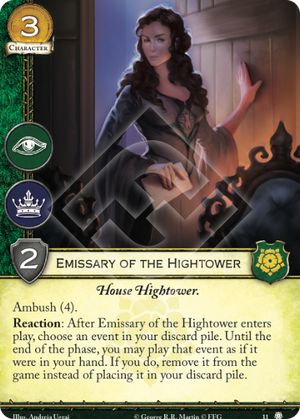 3
CHARACTER
2
EMISSARY OF THE HIGHTOWER
House Hightower.
Ambush (4).
Reaction: After Emissary of the Hightower enters
play, choose an event in your discard pile. Until the
end of the phase, you may play that event as if it
were in your hand. If you do, remove it from the
game instead of placing it in your discard pile.
Illus. Andreia Ugrai
© George R.R. Martin © FFG
11